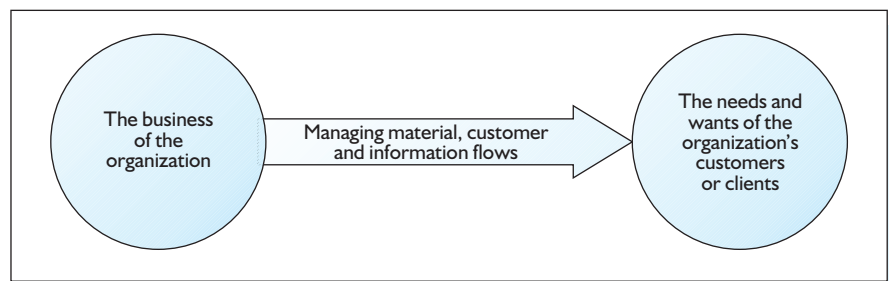 The business
of the
organization
Managing material, customer
and information flows
The needs and
wants of the
organization's
customers
or clients